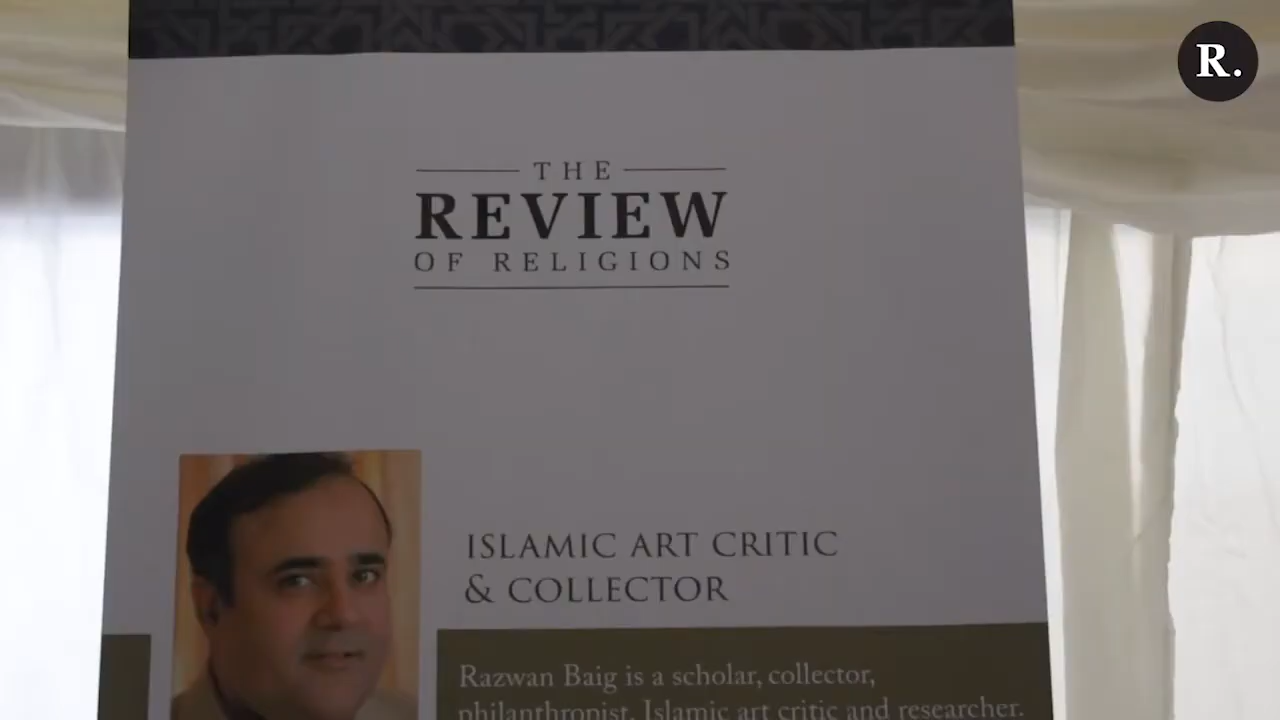 R.
THE
REVIEW
OF RELIGIONS
ISLAMIC ART CRITIC
& COLLECTOR
Razwan Baig is a scholar, collector,
philanthropist, Islamic art critic and researcher.